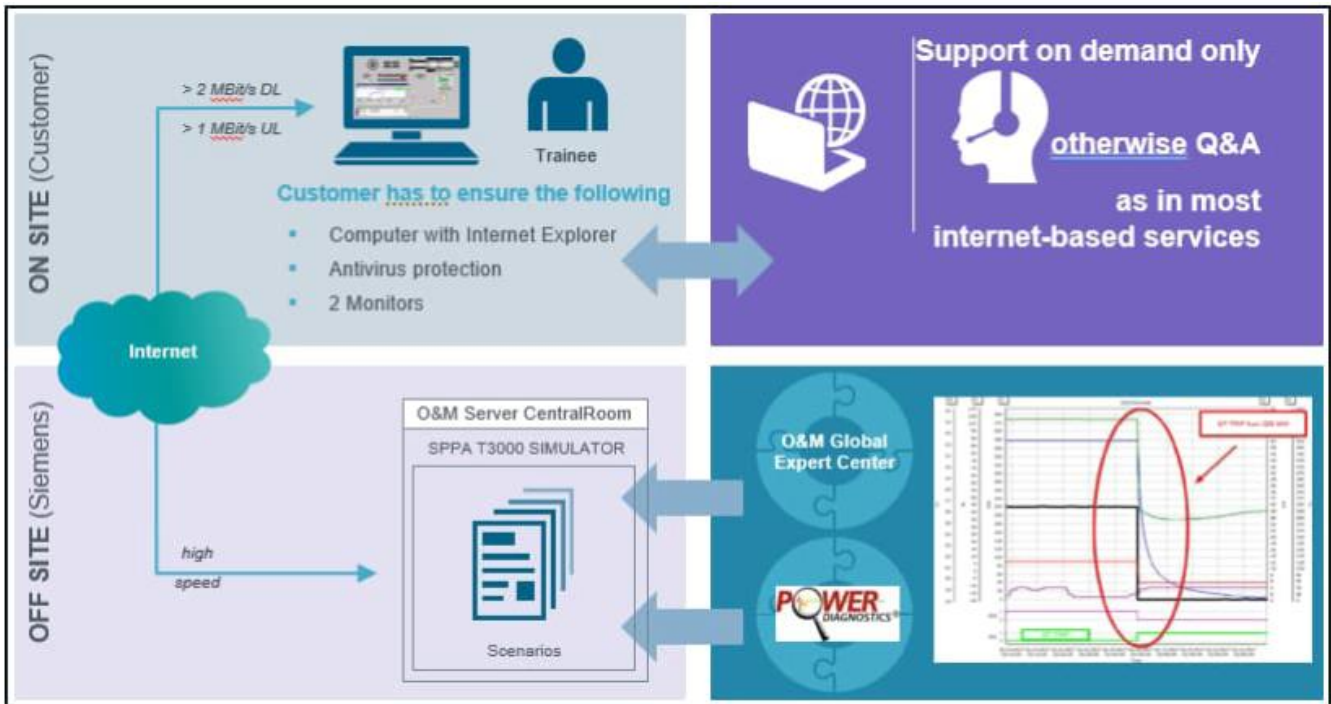 ON SITE (Customer)
> 2 MBit/s DL
> 1 MBit/s UL
Trainee
Customer has to ensure the following
▪ Computer with Internet Explorer
▪ Antivirus protection
▪ 2 Monitors
Support on demand only
otherwise Q&A
as in most
internet-based services
Internet
OFF SITE (Siemens)
high
speed
O&M Server CentralRoom
SPPA T3000 SIMULATOR
Scenarios
O&M Global
Expert Center
POWER
DIAGNOSTICS®